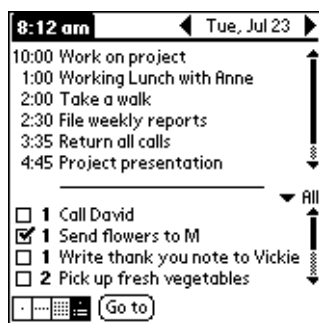 8:12 am Tue, Jul 23
10:00 Work on project
1:00 Working Lunch with Anne
2:00 Take a walk
2:30 File weekly reports
3:35 Return all calls
4:45 Project presentation
All
1 Call David
1 Send flowers to M
1 Write thank you note to Vickie
2 Pick up fresh vegetables
Go to